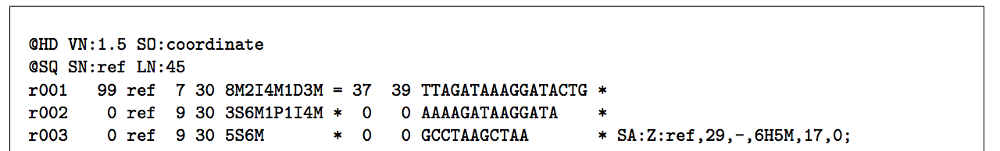 @HD VN:1.5 SO:coordinate
@SQ SN:ref LN:45
r001   99 ref  7 30 8M2I4M1D3M = 37  39 TTAGATAAAGGATACTG *
r002    0 ref  9 30 3S6M1P1I4M *  0   0 AAAAGATAAGGATA    *
r003    0 ref  9 30 5S6M       *  0   0 GCCTAAGCTAA       * SA:Z:ref,29,-,6H5M,17,0;